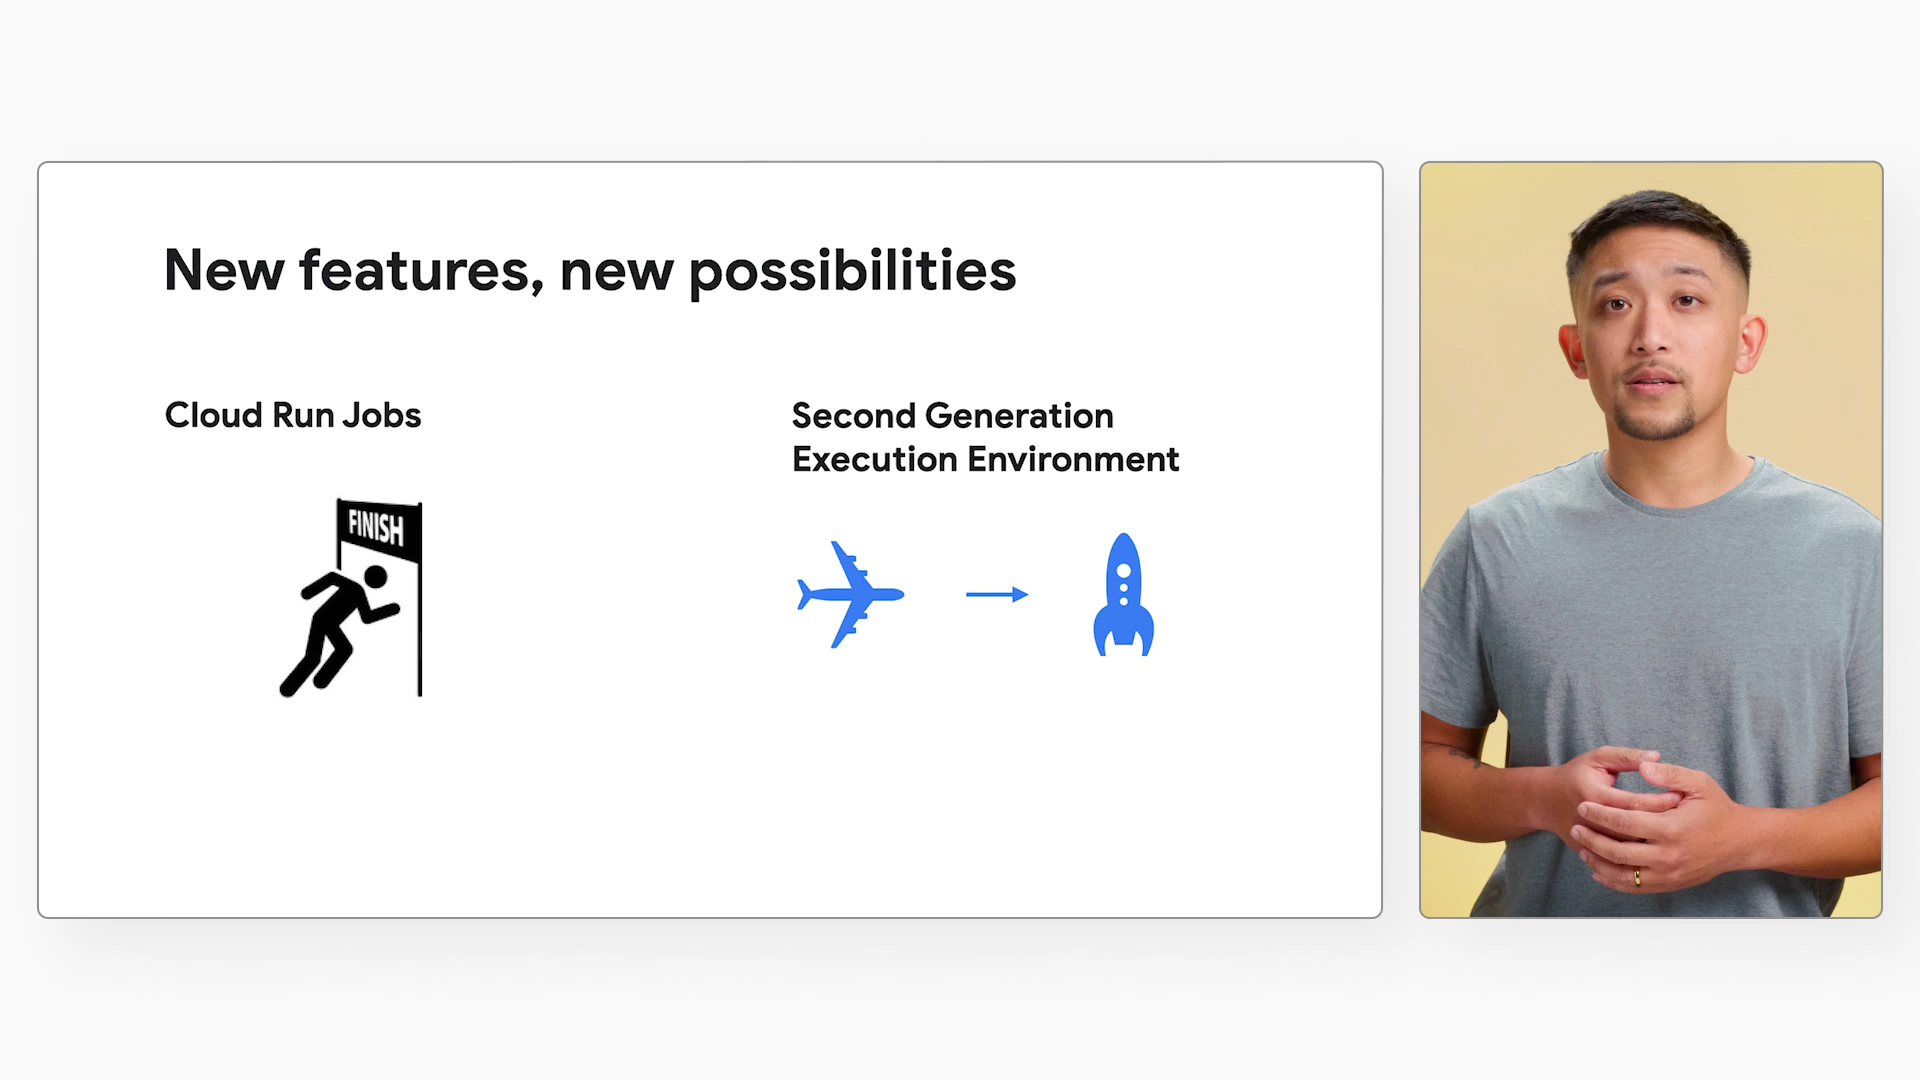 New features, new possibilities
Cloud Run Jobs
Second Generation
Execution Environment
FINISH